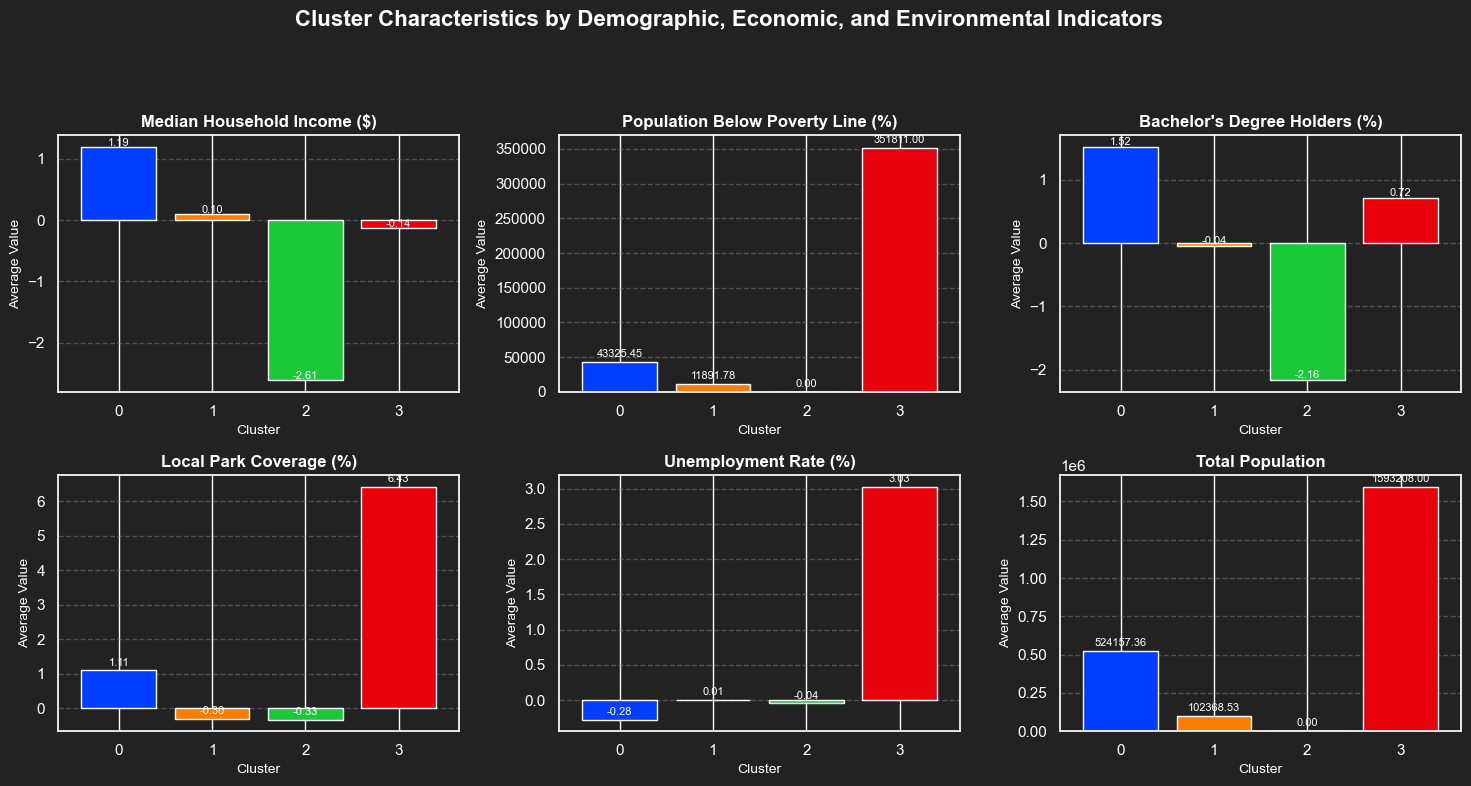 Cluster Characteristics by Demographic, Economic, and Environmental Indicators
Median Household Income ($)
Average Value
1
0
−1
−2
1.19
0.10
-2.61
-0.14
0 1 2 3
Cluster
Population Below Poverty Line (%)
Average Value
350000
300000
250000
200000
150000
100000
50000
0
43325.45
11891.78
0.00
351811.00
0 1 2 3
Cluster
Bachelor's Degree Holders (%)
Average Value
1
0
−1
−2
1.52
-0.04
-2.16
0.72
0 1 2 3
Cluster
Local Park Coverage (%)
Average Value
6
5
4
3
2
1
0
1.11
-0.30
-0.33
6.43
0 1 2 3
Cluster
Unemployment Rate (%)
Average Value
3.0
2.5
2.0
1.5
1.0
0.5
0.0
-0.28
0.01
-0.04
3.03
0 1 2 3
Cluster
Total Population
1e6
Average Value
1.50
1.25
1.00
0.75
0.50
0.25
0.00
524157.36
102368.53
0.00
1593208.00
0 1 2 3
Cluster